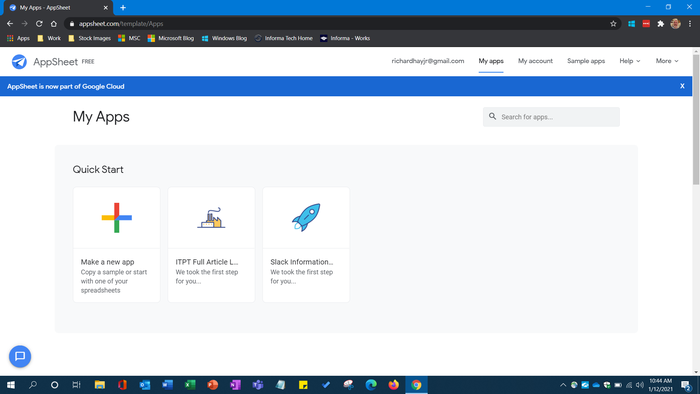 My Apps - AppSheet
appsheet.com/template/Apps
Apps Work Stock Images MSC Microsoft Blog Windows Blog Informa Tech Home Informa - Works
AppSheet FREE
richardhayjr@gmail.com My apps My account Sample apps Help More
AppSheet is now part of Google Cloud X
My Apps
Search for apps...
Quick Start
Make a new app
Copy a sample or start
with one of your
spreadsheets
ITPT Full Article L...
We took the first step
for you...
Slack Information...
We took the first step
for you...
10:44 AM
1/12/2021